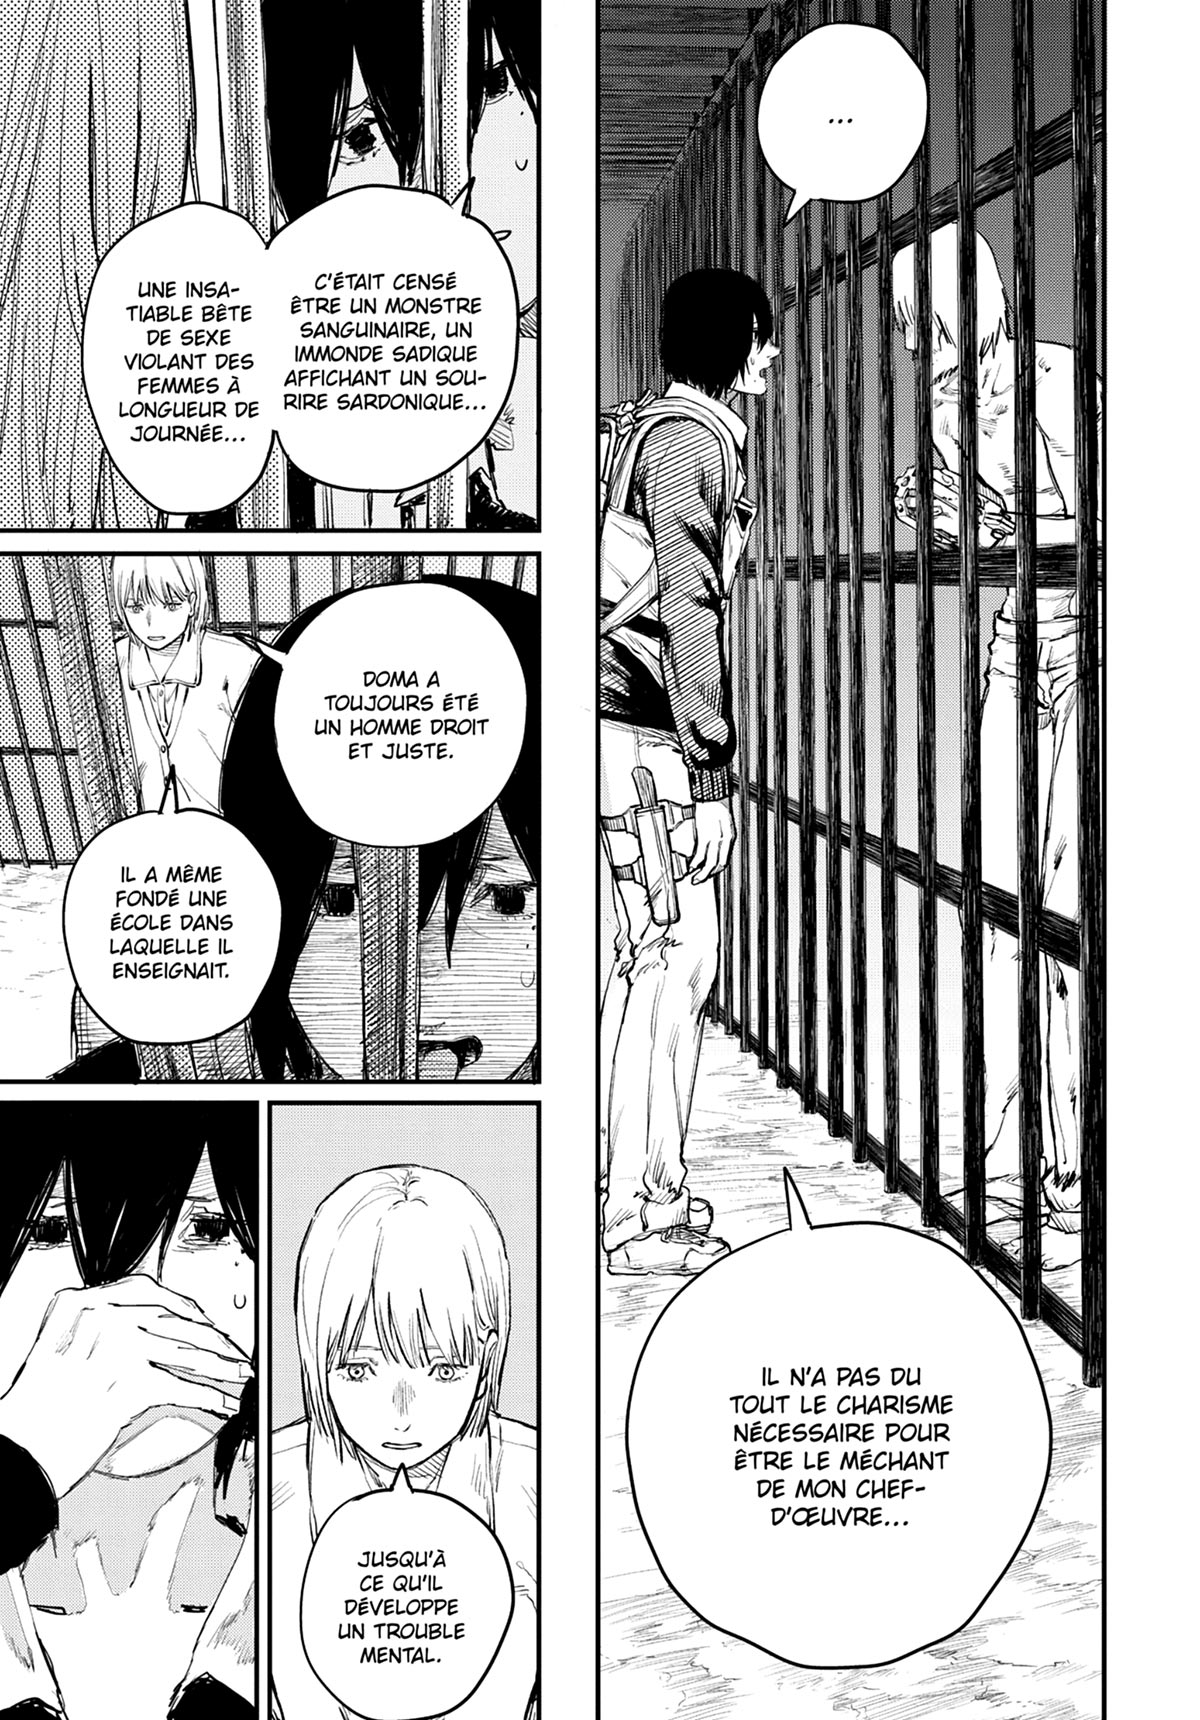 ...
IL N'A PAS DU
TOUT LE CHARISME
NÉCESSAIRE POUR
ÊTRE LE MÉCHANT
DE MON CHEF-
D'ŒUVRE...
C'ÉTAIT CENSÉ
ÊTRE UN MONSTRE
SANGUINAIRE, UN
IMMONDE SADIQUE
AFFICHANT UN SOU-
RIRE SARDONIQUE...
UNE INSA-
TIABLE BÊTE
DE SEXE
VIOLANT DES
FEMMES À
LONGUEUR DE
JOURNÉE...
DOMA A
TOUJOURS ÉTÉ
UN HOMME DROIT
ET JUSTE.
IL A MÊME
FONDÉ UNE
ÉCOLE DANS
LAQUELLE IL
ENSEIGNAIT.
JUSQU'À
CE QU'IL
DÉVELOPPE
UN TROUBLE
MENTAL.